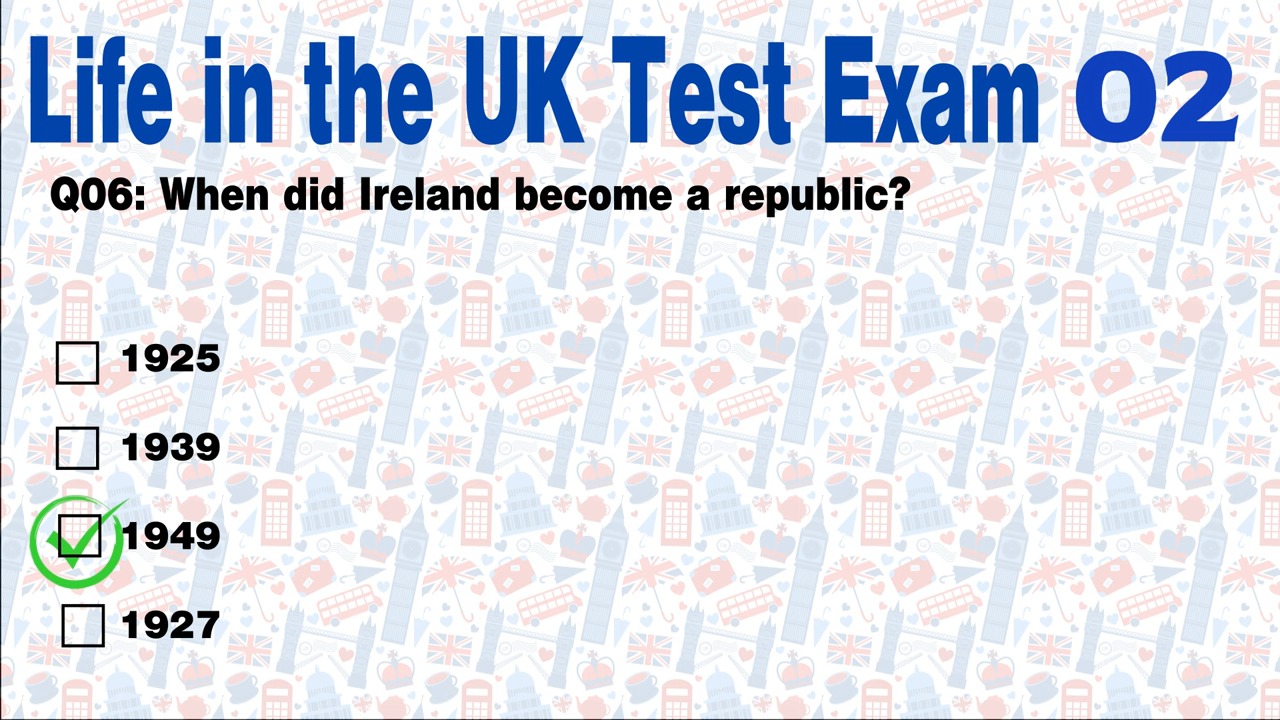 Life in the UK Test Exam 02
Q06: When did Ireland become a republic?
1925
1939
1949
1927